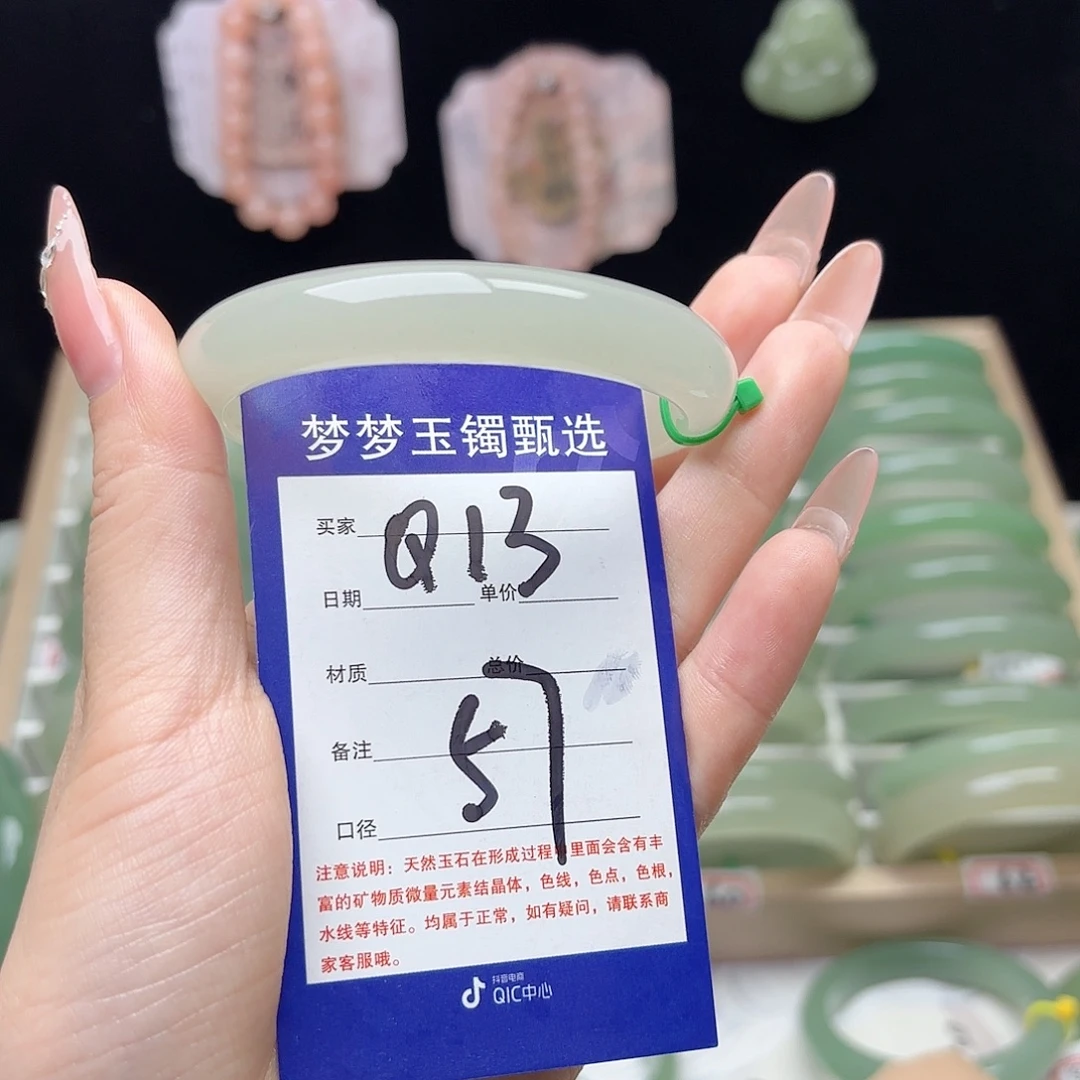 梦梦玉镯甄选
买家 Q13
日期 单价
材质 总价
备注 57
口径
注意说明：天然玉石在形成过程中里面会含有丰
富的矿物质微量元素结晶体，色线，色点，色根，
水线等特征。均属于正常，如有疑问，请联系商
家客服哦。
抖音电商
QIC中心